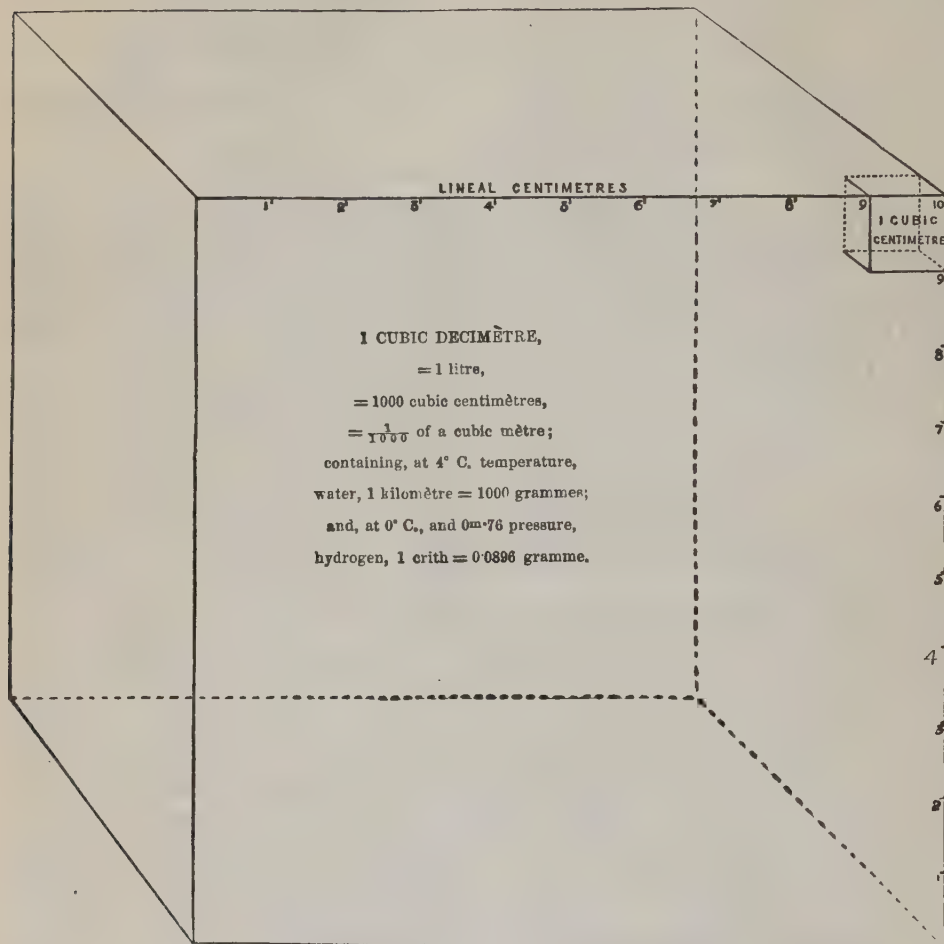 LINEAL CENTIMETRES
1 2 3 4 5 6 7 8 9 10
1 CUBIC
CENTIMETRE
9
1 CUBIC DECIMÈTRE,
8
= 1 litre,
= 1000 cubic centimètres,
= 1/1000 of a cubic mètre;
7
containing, at 4° C. temperature,
water, 1 kilomètre = 1000 grammes;
6
and, at 0° C., and 0m·76 pressure,
hydrogen, 1 crith = 0·0896 gramme.
5
4
3
2
1